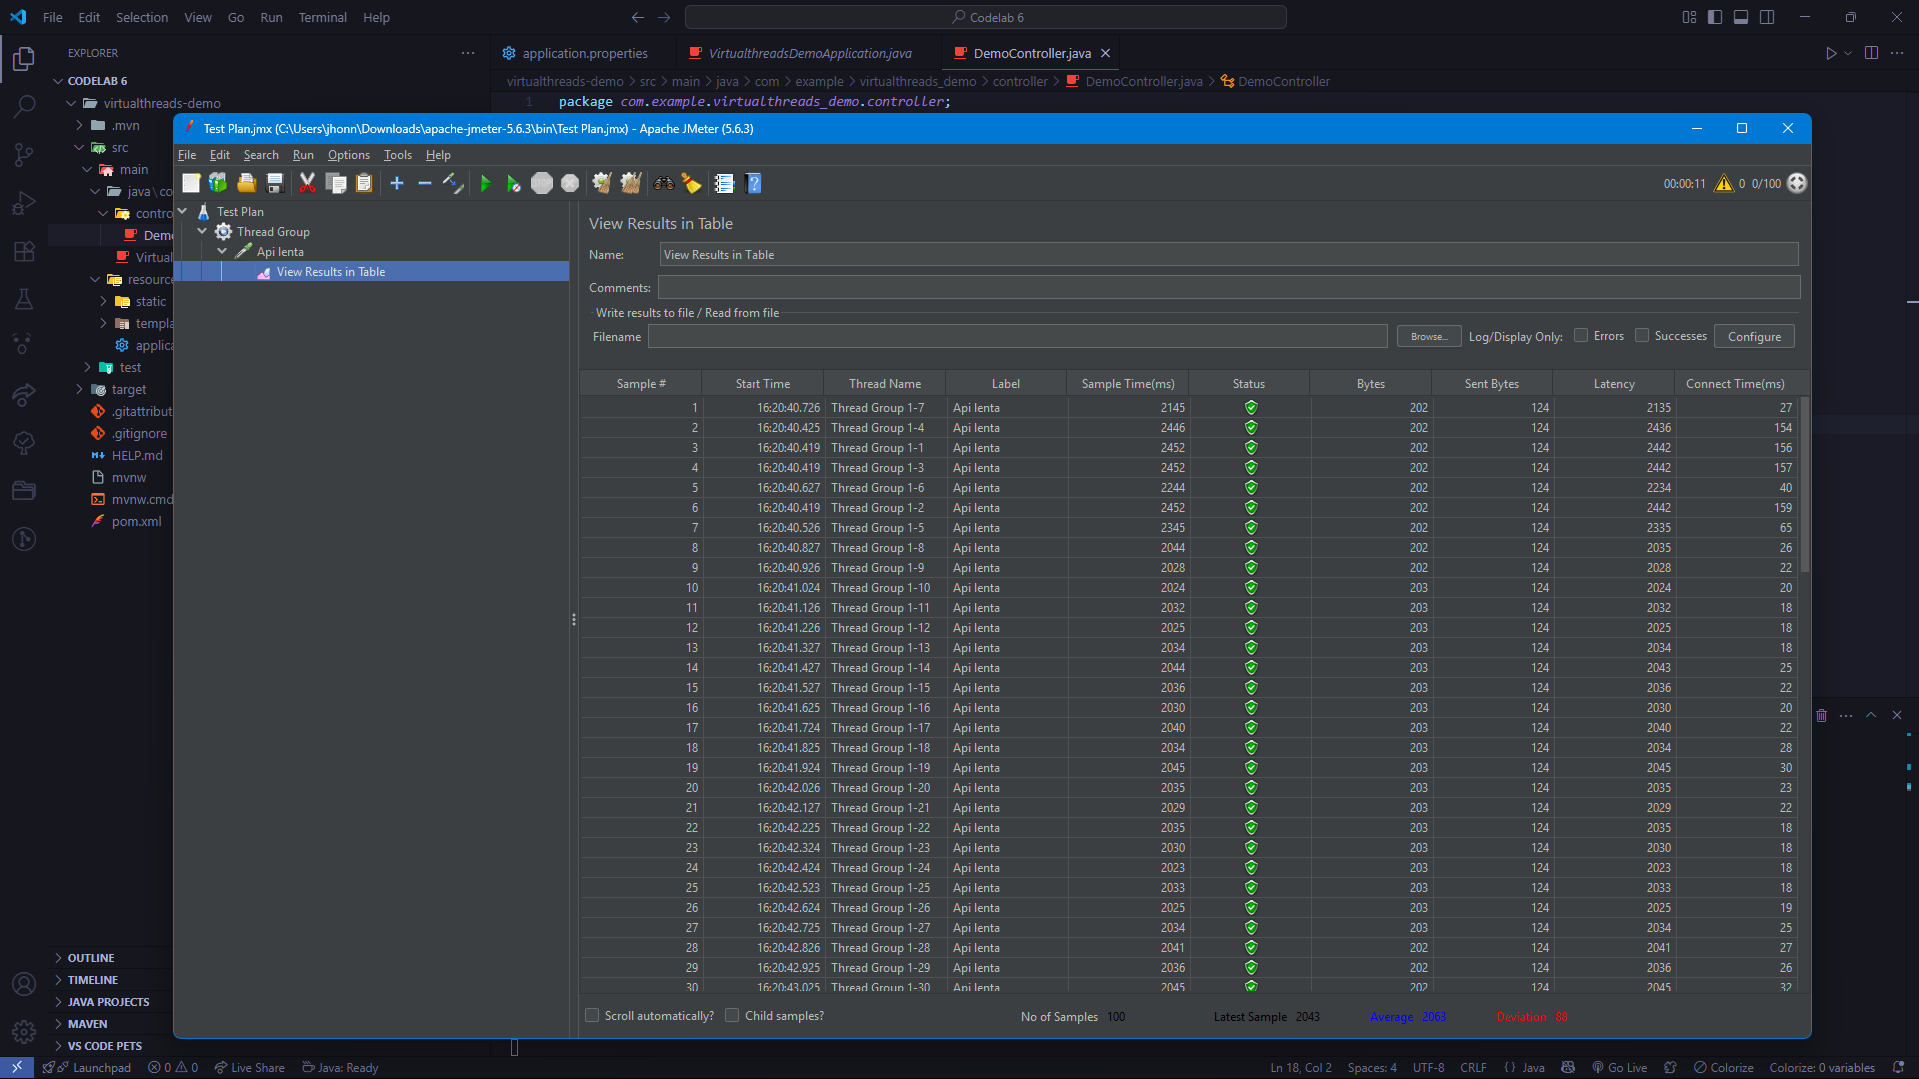 File Edit Selection View Go Run Terminal Help Codelab 6
EXPLORER
application.properties VirtualthreadsDemoApplication.java DemoController.java
CODELAB 6
virtualthreads-demo > src > main > java > com > example > virtualthreads_demo > controller > DemoController.java > DemoController
virtualthreads-demo
1 package com.example.virtualthreads_demo.controller;
.mvn
src
main
java\co
contro
Demo
Virtual
resource
static
templa
applica
test
target
.gitattribut
.gitignore
HELP.md
mvnw
mvnw.cmd
pom.xml
OUTLINE
TIMELINE
JAVA PROJECTS
MAVEN
VS CODE PETS
Test Plan.jmx (C:\Users\jhonn\Downloads\apache-jmeter-5.6.3\bin\Test Plan.jmx) - Apache JMeter (5.6.3)
File Edit Search Run Options Tools Help
STOP 00:00:11 0 0/100
Test Plan
Thread Group
Api lenta
View Results in Table
View Results in Table
Name: View Results in Table
Comments:
Write results to file / Read from file
Filename Browse... Log/Display Only: Errors Successes Configure
Sample # Start Time Thread Name Label Sample Time(ms) Status Bytes Sent Bytes Latency Connect Time(ms)
1 16:20:40.726 Thread Group 1-7 Api lenta 2145 202 124 2135 27
2 16:20:40.425 Thread Group 1-4 Api lenta 2446 202 124 2436 154
3 16:20:40.419 Thread Group 1-1 Api lenta 2452 202 124 2442 156
4 16:20:40.419 Thread Group 1-3 Api lenta 2452 202 124 2442 157
5 16:20:40.627 Thread Group 1-6 Api lenta 2244 202 124 2234 40
6 16:20:40.419 Thread Group 1-2 Api lenta 2452 202 124 2442 159
7 16:20:40.526 Thread Group 1-5 Api lenta 2345 202 124 2335 65
8 16:20:40.827 Thread Group 1-8 Api lenta 2044 202 124 2035 26
9 16:20:40.926 Thread Group 1-9 Api lenta 2028 202 124 2028 22
10 16:20:41.024 Thread Group 1-10 Api lenta 2024 203 124 2024 20
11 16:20:41.126 Thread Group 1-11 Api lenta 2032 203 124 2032 18
12 16:20:41.226 Thread Group 1-12 Api lenta 2025 203 124 2025 18
13 16:20:41.327 Thread Group 1-13 Api lenta 2034 203 124 2034 18
14 16:20:41.427 Thread Group 1-14 Api lenta 2044 203 124 2043 25
15 16:20:41.527 Thread Group 1-15 Api lenta 2036 203 124 2036 22
16 16:20:41.625 Thread Group 1-16 Api lenta 2030 203 124 2030 20
17 16:20:41.724 Thread Group 1-17 Api lenta 2040 203 124 2040 22
18 16:20:41.825 Thread Group 1-18 Api lenta 2034 203 124 2034 28
19 16:20:41.924 Thread Group 1-19 Api lenta 2045 203 124 2045 30
20 16:20:42.026 Thread Group 1-20 Api lenta 2035 203 124 2035 23
21 16:20:42.127 Thread Group 1-21 Api lenta 2029 203 124 2029 22
22 16:20:42.225 Thread Group 1-22 Api lenta 2035 203 124 2035 18
23 16:20:42.324 Thread Group 1-23 Api lenta 2030 203 124 2030 18
24 16:20:42.424 Thread Group 1-24 Api lenta 2023 203 124 2023 18
25 16:20:42.523 Thread Group 1-25 Api lenta 2033 203 124 2033 18
26 16:20:42.624 Thread Group 1-26 Api lenta 2025 203 124 2025 19
27 16:20:42.725 Thread Group 1-27 Api lenta 2034 203 124 2034 25
28 16:20:42.826 Thread Group 1-28 Api lenta 2041 202 124 2041 27
29 16:20:42.925 Thread Group 1-29 Api lenta 2036 202 124 2036 26
30 16:20:43.025 Thread Group 1-30 Api lenta 2045 202 124 2045 32
Scroll automatically? Child samples? No of Samples 100 Latest Sample 2043 Average 2063 Deviation 88
Launchpad 0 0 Live Share Java: Ready Ln 18, Col 2 Spaces: 4 UTF-8 CRLF {} Java Go Live Colorize Colorize: 0 variables